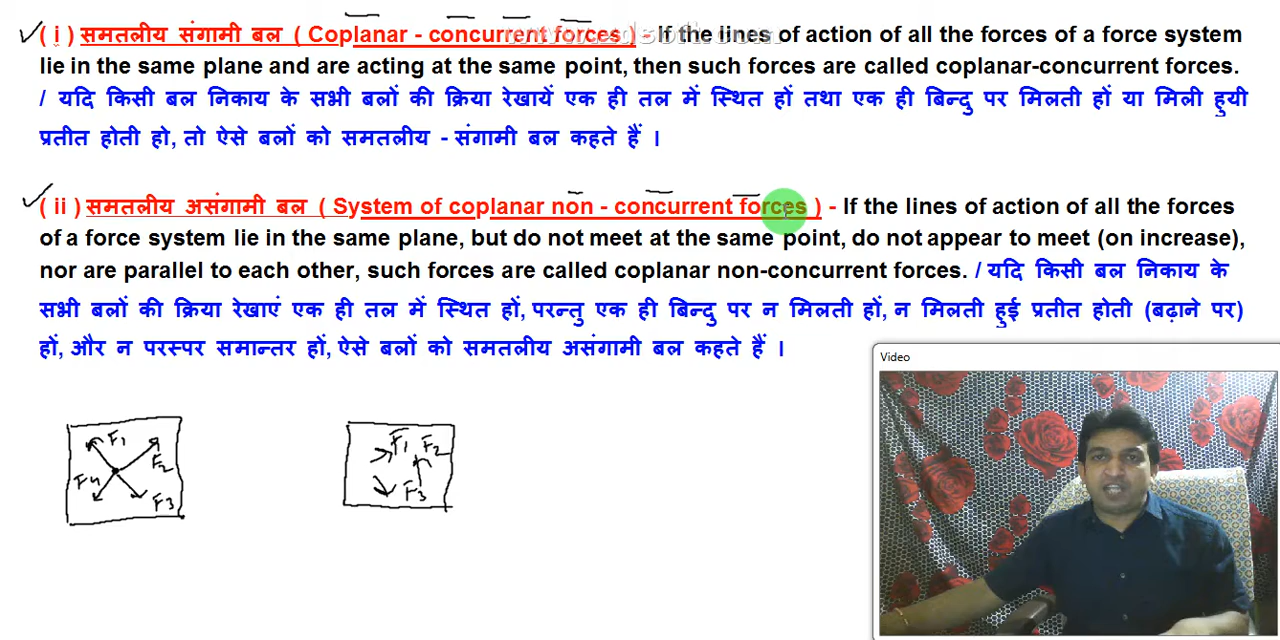 ( i ) समतलीय संगामी बल ( Coplanar - concurrent forces ) - If the lines of action of all the forces of a force system
lie in the same plane and are acting at the same point, then such forces are called coplanar-concurrent forces.
/ यदि किसी बल निकाय के सभी बलों की क्रिया रेखायें एक ही तल में स्थित हों तथा एक ही बिन्दु पर मिलती हों या मिली हुयी
प्रतीत होती हो, तो ऐसे बलों को समतलीय - संगामी बल कहते हैं ।
( ii ) समतलीय असंगामी बल ( System of coplanar non - concurrent forces ) - If the lines of action of all the forces
of a force system lie in the same plane, but do not meet at the same point, do not appear to meet (on increase),
nor are parallel to each other, such forces are called coplanar non-concurrent forces. / यदि किसी बल निकाय के
सभी बलों की क्रिया रेखाएं एक ही तल में स्थित हों, परन्तु एक ही बिन्दु पर न मिलती हों, न मिलती हुई प्रतीत होती (बढ़ाने पर)
हों, और न परस्पर समान्तर हों, ऐसे बलों को समतलीय असंगामी बल कहते हैं ।
Video
F1
F2
F4
F3
F1 F2
F3